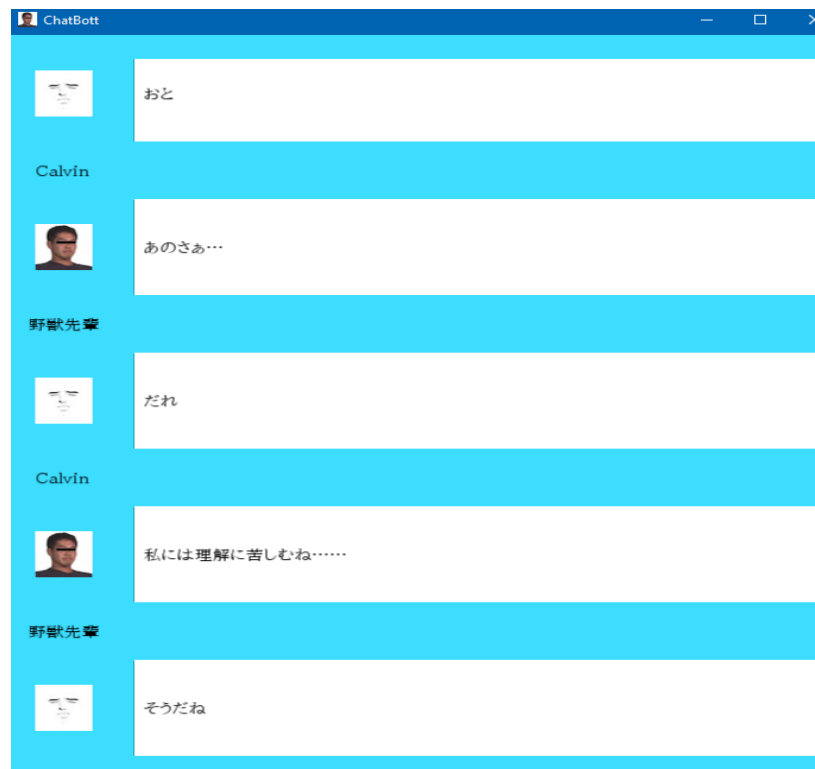 ChatBott
おと
Calvin
あのさぁ…
野獣先輩
だれ
Calvin
私には理解に苦しむね……
野獣先輩
そうだね